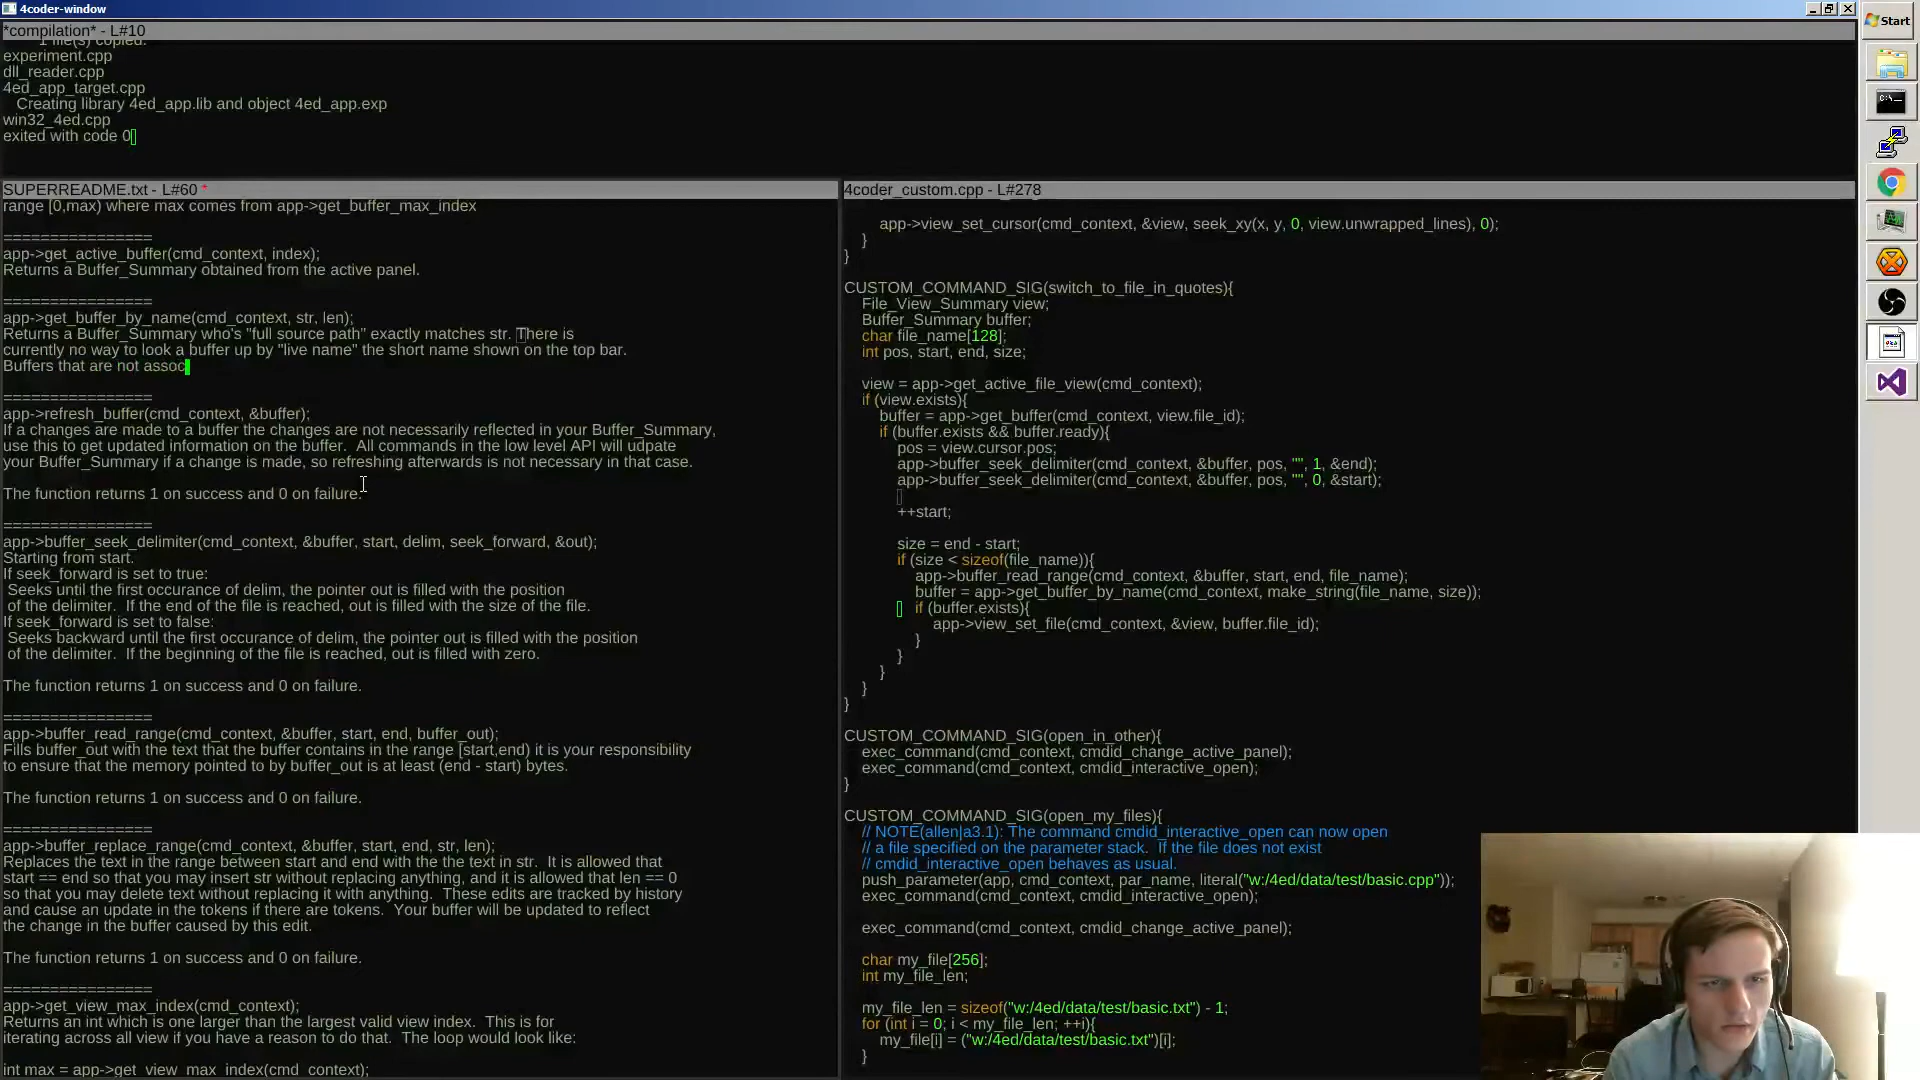 4coder-window
Start
*compilation* - L#10
1 file(s) copied.
experiment.cpp
dll_reader.cpp
4ed_app_target.cpp
Creating library 4ed_app.lib and object 4ed_app.exp
win32_4ed.cpp
exited with code 0
SUPERREADME.txt - L#60 *
range [0,max) where max comes from app->get_buffer_max_index
================
app->get_active_buffer(cmd_context, index);
Returns a Buffer_Summary obtained from the active panel.
================
app->get_buffer_by_name(cmd_context, str, len);
Returns a Buffer_Summary who's "full source path" exactly matches str. There is
currently no way to look a buffer up by "live name" the short name shown on the top bar.
Buffers that are not assoc
================
app->refresh_buffer(cmd_context, &buffer);
If a changes are made to a buffer the changes are not necessarily reflected in your Buffer_Summary,
use this to get updated information on the buffer.  All commands in the low level API will udpate
your Buffer_Summary if a change is made, so refreshing afterwards is not necessary in that case.
The function returns 1 on success and 0 on failure.
================
app->buffer_seek_delimiter(cmd_context, &buffer, start, delim, seek_forward, &out);
Starting from start.
If seek_forward is set to true:
Seeks until the first occurance of delim, the pointer out is filled with the position
of the delimiter.  If the end of the file is reached, out is filled with the size of the file.
If seek_forward is set to false:
Seeks backward until the first occurance of delim, the pointer out is filled with the position
of the delimiter.  If the beginning of the file is reached, out is filled with zero.
The function returns 1 on success and 0 on failure.
================
app->buffer_read_range(cmd_context, &buffer, start, end, buffer_out);
Fills buffer_out with the text that the buffer contains in the range [start,end) it is your responsibility
to ensure that the memory pointed to by buffer_out is at least (end - start) bytes.
The function returns 1 on success and 0 on failure.
================
app->buffer_replace_range(cmd_context, &buffer, start, end, str, len);
Replaces the text in the range between start and end with the the text in str.  It is allowed that
start == end so that you may insert str without replacing anything, and it is allowed that len == 0
so that you may delete text without replacing it with anything.  These edits are tracked by history
and cause an update in the tokens if there are tokens.  Your buffer will be updated to reflect
the change in the buffer caused by this edit.
The function returns 1 on success and 0 on failure.
================
app->get_view_max_index(cmd_context);
Returns an int which is one larger than the largest valid view index.  This is for
iterating across all view if you have a reason to do that.  The loop would look like:
int max = app->get_view_max_index(cmd_context);
4coder_custom.cpp - L#278
app->view_set_cursor(cmd_context, &view, seek_xy(x, y, 0, view.unwrapped_lines), 0);
}
}
CUSTOM_COMMAND_SIG(switch_to_file_in_quotes){
File_View_Summary view;
Buffer_Summary buffer;
char file_name[128];
int pos, start, end, size;
view = app->get_active_file_view(cmd_context);
if (view.exists){
buffer = app->get_buffer(cmd_context, view.file_id);
if (buffer.exists && buffer.ready){
pos = view.cursor.pos;
app->buffer_seek_delimiter(cmd_context, &buffer, pos, '"', 1, &end);
app->buffer_seek_delimiter(cmd_context, &buffer, pos, '"', 0, &start);
++start;
size = end - start;
if (size < sizeof(file_name)){
app->buffer_read_range(cmd_context, &buffer, start, end, file_name);
buffer = app->get_buffer_by_name(cmd_context, make_string(file_name, size));
if (buffer.exists){
app->view_set_file(cmd_context, &view, buffer.file_id);
}
}
}
}
}
CUSTOM_COMMAND_SIG(open_in_other){
exec_command(cmd_context, cmdid_change_active_panel);
exec_command(cmd_context, cmdid_interactive_open);
}
CUSTOM_COMMAND_SIG(open_my_files){
// NOTE(allen|a3.1): The command cmdid_interactive_open can now open
// a file specified on the parameter stack.  If the file does not exist
// cmdid_interactive_open behaves as usual.
push_parameter(app, cmd_context, par_name, literal("w:/4ed/data/test/basic.cpp"));
exec_command(cmd_context, cmdid_interactive_open);
exec_command(cmd_context, cmdid_change_active_panel);
char my_file[256];
int my_file_len;
my_file_len = sizeof("w:/4ed/data/test/basic.txt") - 1;
for (int i = 0; i < my_file_len; ++i){
my_file[i] = ("w:/4ed/data/test/basic.txt")[i];
}